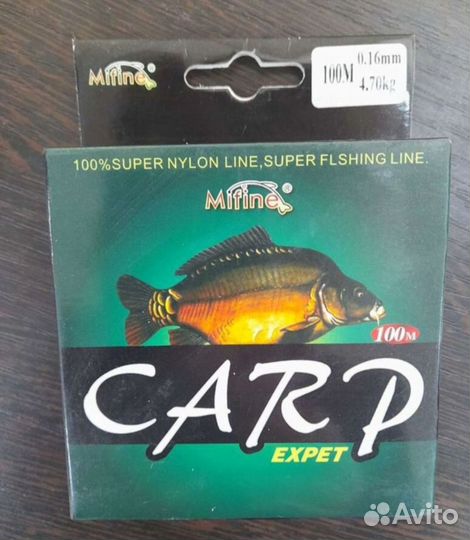 Mifine®
100M
0.16mm
4.70kg
100%SUPER NYLON LINE,SUPER FLSHING LINE.
Mifine®
100M
CARP
EXPET
Avito